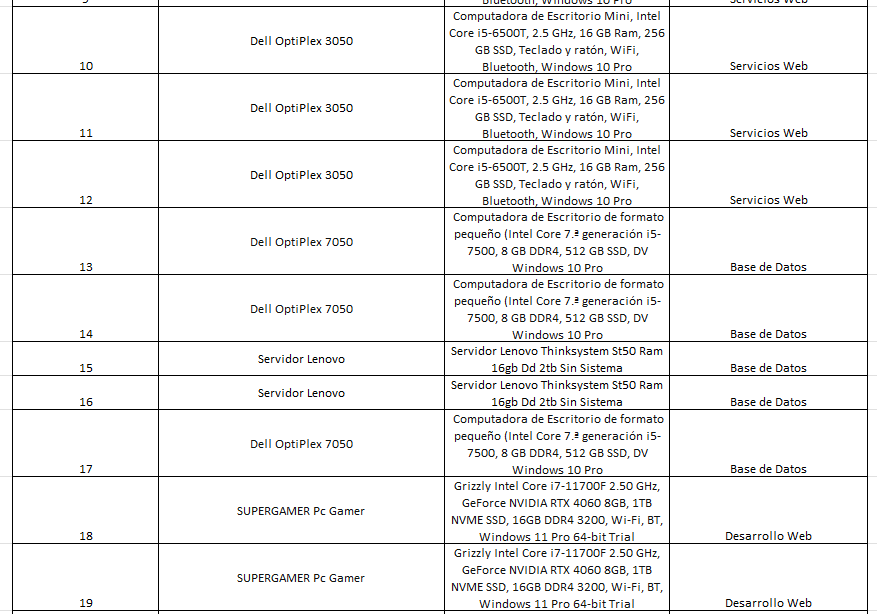 9
Bluetooth, Windows 10 Pro
Servicios Web
10
Dell OptiPlex 3050
Computadora de Escritorio Mini, Intel
Core i5-6500T, 2.5 GHz, 16 GB Ram, 256
GB SSD, Teclado y ratón, WiFi,
Bluetooth, Windows 10 Pro
Servicios Web
11
Dell OptiPlex 3050
Computadora de Escritorio Mini, Intel
Core i5-6500T, 2.5 GHz, 16 GB Ram, 256
GB SSD, Teclado y ratón, WiFi,
Bluetooth, Windows 10 Pro
Servicios Web
12
Dell OptiPlex 3050
Computadora de Escritorio Mini, Intel
Core i5-6500T, 2.5 GHz, 16 GB Ram, 256
GB SSD, Teclado y ratón, WiFi,
Bluetooth, Windows 10 Pro
Servicios Web
13
Dell OptiPlex 7050
Computadora de Escritorio de formato
pequeño (Intel Core 7.ª generación i5-
7500, 8 GB DDR4, 512 GB SSD, DV
Windows 10 Pro
Base de Datos
14
Dell OptiPlex 7050
Computadora de Escritorio de formato
pequeño (Intel Core 7.ª generación i5-
7500, 8 GB DDR4, 512 GB SSD, DV
Windows 10 Pro
Base de Datos
15
Servidor Lenovo
Servidor Lenovo Thinksystem St50 Ram
16gb Dd 2tb Sin Sistema
Base de Datos
16
Servidor Lenovo
Servidor Lenovo Thinksystem St50 Ram
16gb Dd 2tb Sin Sistema
Base de Datos
17
Dell OptiPlex 7050
Computadora de Escritorio de formato
pequeño (Intel Core 7.ª generación i5-
7500, 8 GB DDR4, 512 GB SSD, DV
Windows 10 Pro
Base de Datos
18
SUPERGAMER Pc Gamer
Grizzly Intel Core i7-11700F 2.50 GHz,
GeForce NVIDIA RTX 4060 8GB, 1TB
NVME SSD, 16GB DDR4 3200, Wi-Fi, BT,
Windows 11 Pro 64-bit Trial
Desarrollo Web
19
SUPERGAMER Pc Gamer
Grizzly Intel Core i7-11700F 2.50 GHz,
GeForce NVIDIA RTX 4060 8GB, 1TB
NVME SSD, 16GB DDR4 3200, Wi-Fi, BT,
Windows 11 Pro 64-bit Trial
Desarrollo Web